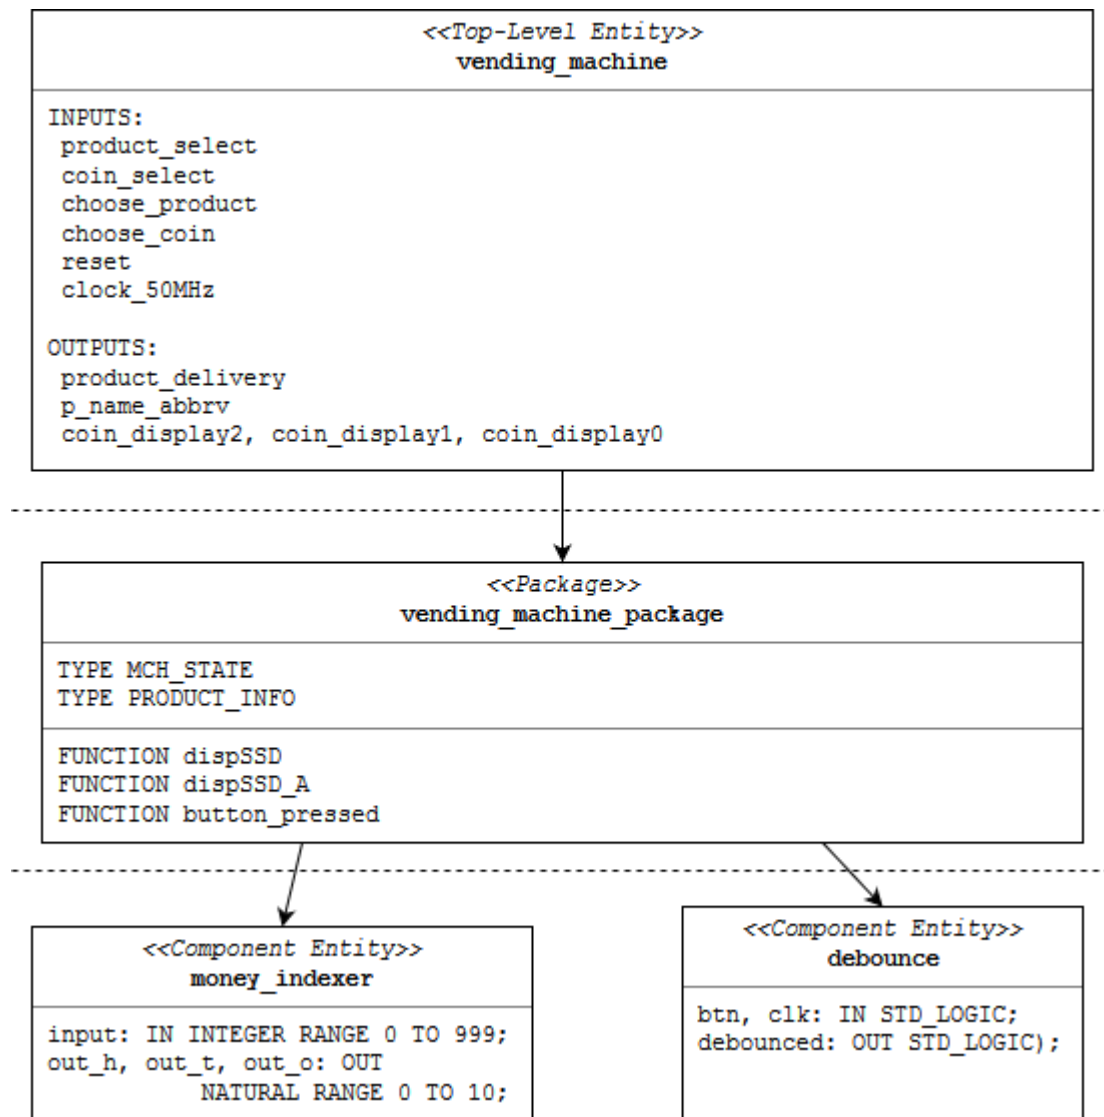 <<Top-Level Entity>>
vending_machine
INPUTS:
product_select
coin_select
choose_product
choose_coin
reset
clock_50MHz
OUTPUTS:
product_delivery
p_name_abbrv
coin_display2, coin_display1, coin_display0
<<Package>>
vending_machine_package
TYPE MCH_STATE
TYPE PRODUCT_INFO
FUNCTION dispSSD
FUNCTION dispSSD_A
FUNCTION button_pressed
<<Component Entity>>
money_indexer
input: IN INTEGER RANGE 0 TO 999;
out_h, out_t, out_o: OUT
NATURAL RANGE 0 TO 10;
<<Component Entity>>
debounce
btn, clk: IN STD_LOGIC;
debounced: OUT STD_LOGIC);